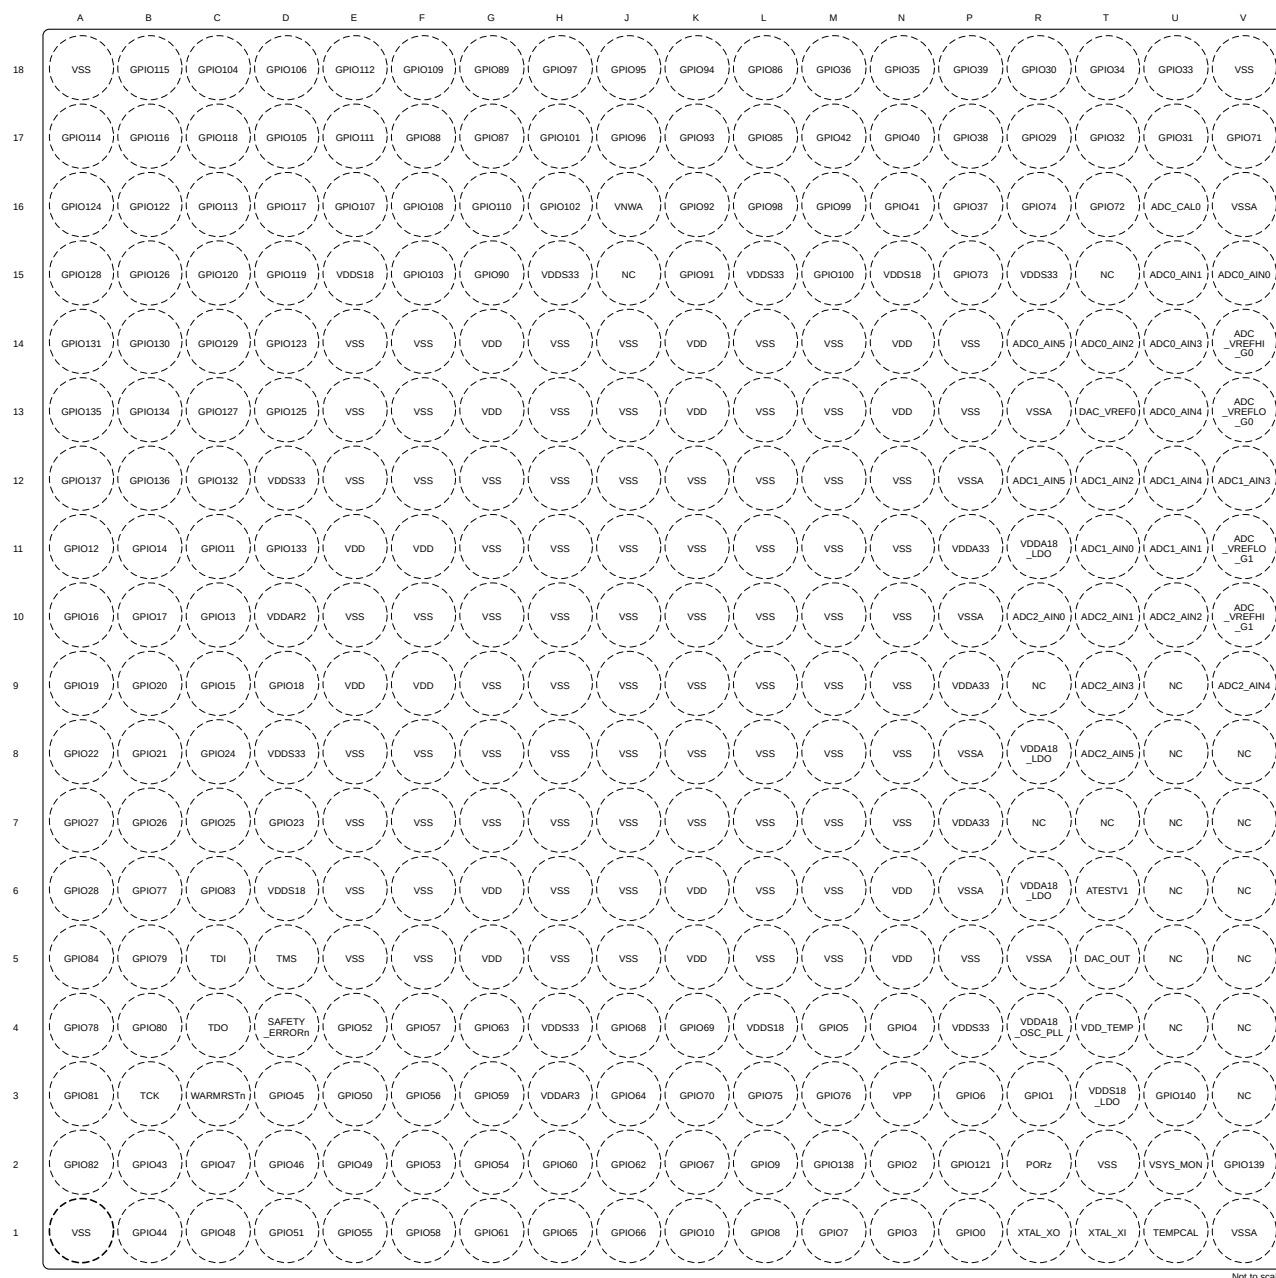 A B C D E F G H J K L M N P R T U V
18 VSS GPIO115 GPIO104 GPIO106 GPIO112 GPIO109 GPIO89 GPIO97 GPIO95 GPIO94 GPIO86 GPIO36 GPIO35 GPIO39 GPIO30 GPIO34 GPIO33 VSS
17 GPIO114 GPIO116 GPIO118 GPIO105 GPIO111 GPIO88 GPIO87 GPIO101 GPIO96 GPIO93 GPIO85 GPIO42 GPIO40 GPIO38 GPIO29 GPIO32 GPIO31 GPIO71
16 GPIO124 GPIO122 GPIO113 GPIO117 GPIO107 GPIO108 GPIO110 GPIO102 VNWA GPIO92 GPIO98 GPIO99 GPIO41 GPIO37 GPIO74 GPIO72 ADC_CAL0 VSSA
15 GPIO128 GPIO126 GPIO120 GPIO119 VDDS18 GPIO103 GPIO90 VDDS33 NC GPIO91 VDDS33 GPIO100 VDDS18 GPIO73 VDDS33 NC ADC0_AIN1 ADC0_AIN0
14 GPIO131 GPIO130 GPIO129 GPIO123 VSS VSS VDD VSS VSS VDD VSS VSS VDD VSS ADC0_AIN5 ADC0_AIN2 ADC0_AIN3 ADC _VREFHI _G0
13 GPIO135 GPIO134 GPIO127 GPIO125 VSS VSS VDD VSS VSS VDD VSS VSS VDD VSS VSSA DAC_VREF0 ADC0_AIN4 ADC _VREFLO _G0
12 GPIO137 GPIO136 GPIO132 VDDS33 VSS VSS VSS VSS VSS VSS VSS VSS VSS VSSA ADC1_AIN5 ADC1_AIN2 ADC1_AIN4 ADC1_AIN3
11 GPIO12 GPIO14 GPIO11 GPIO133 VDD VDD VSS VSS VSS VSS VSS VSS VSS VDDA33 VDDA18 _LDO ADC1_AIN0 ADC1_AIN1 ADC _VREFLO _G1
10 GPIO16 GPIO17 GPIO13 VDDAR2 VSS VSS VSS VSS VSS VSS VSS VSS VSS VSSA ADC2_AIN0 ADC2_AIN1 ADC2_AIN2 ADC _VREFHI _G1
9 GPIO19 GPIO20 GPIO15 GPIO18 VDD VDD VSS VSS VSS VSS VSS VSS VSS VDDA33 NC ADC2_AIN3 NC ADC2_AIN4
8 GPIO22 GPIO21 GPIO24 VDDS33 VSS VSS VSS VSS VSS VSS VSS VSS VSS VSSA VDDA18 _LDO ADC2_AIN5 NC NC
7 GPIO27 GPIO26 GPIO25 GPIO23 VSS VSS VSS VSS VSS VSS VSS VSS VSS VDDA33 NC NC NC NC
6 GPIO28 GPIO77 GPIO83 VDDS18 VSS VSS VDD VSS VSS VDD VSS VSS VDD VSSA VDDA18 _LDO ATESTV1 NC NC
5 GPIO84 GPIO79 TDI TMS VSS VSS VDD VSS VSS VDD VSS VSS VDD VSS VSSA DAC_OUT NC NC
4 GPIO78 GPIO80 TDO SAFETY _ERRORn GPIO52 GPIO57 GPIO63 VDDS33 GPIO68 GPIO69 VDDS18 GPIO5 GPIO4 VDDS33 VDDA18 _OSC_PLL VDD_TEMP NC NC
3 GPIO81 TCK WARMRSTn GPIO45 GPIO50 GPIO56 GPIO59 VDDAR3 GPIO64 GPIO70 GPIO75 GPIO76 VPP GPIO6 GPIO1 VDDS18 _LDO GPIO140 NC
2 GPIO82 GPIO43 GPIO47 GPIO46 GPIO49 GPIO53 GPIO54 GPIO60 GPIO62 GPIO67 GPIO9 GPIO138 GPIO2 GPIO121 PORz VSS VSYS_MON GPIO139
1 VSS GPIO44 GPIO48 GPIO51 GPIO55 GPIO58 GPIO61 GPIO65 GPIO66 GPIO10 GPIO8 GPIO7 GPIO3 GPIO0 XTAL_XO XTAL_XI TEMPCAL VSSA
Not to